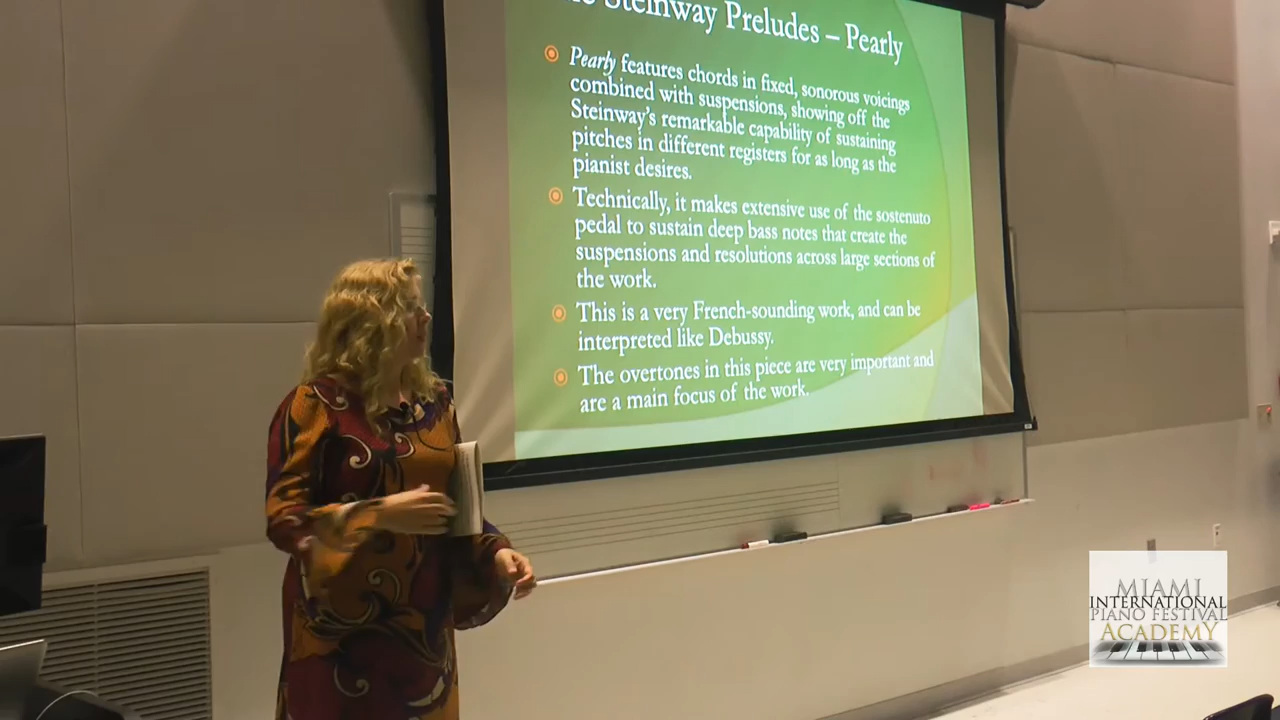 Steinway Preludes – Pearly
Pearly features chords in fixed, sonorous voicings
combined with suspensions, showing off the
Steinway's remarkable capability of sustaining
pitches in different registers for as long as the
pianist desires.
Technically, it makes extensive use of the sostenuto
pedal to sustain deep bass notes that create the
suspensions and resolutions across large sections of
the work.
This is a very French-sounding work, and can be
interpreted like Debussy.
The overtones in this piece are very important and
are a main focus of the work.
MIAMI
INTERNATIONAL
PIANO FESTIVAL
ACADEMY